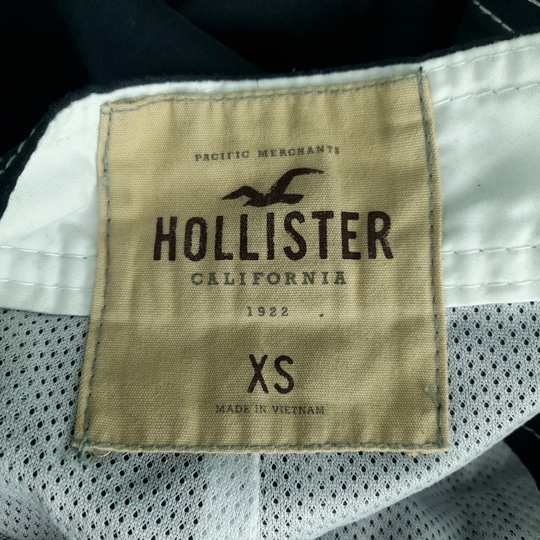 PACIFIC MERCHANTS
HOLLISTER
CALIFORNIA
1922
XS
MADE IN VIETNAM